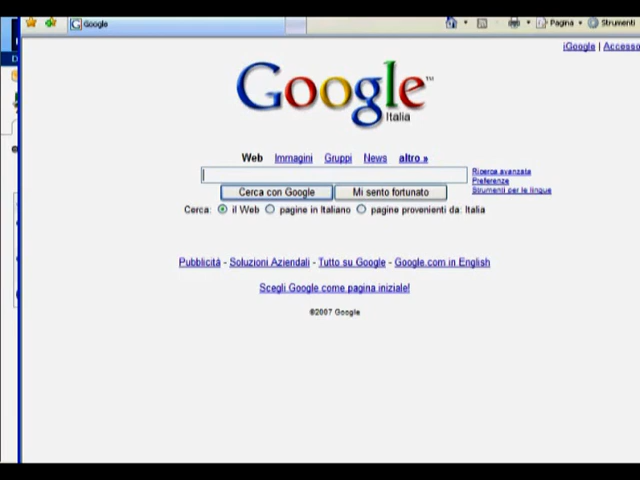 Google
Pagina
Strumenti
iGoogle | Accesso
Google™
Italia
Web Immagini Gruppi News altro »
Ricerca avanzata
Preferenze
Strumenti per le lingue
Cerca con Google Mi sento fortunato
Cerca: il Web pagine in Italiano pagine provenienti da: Italia
Pubblicità - Soluzioni Aziendali - Tutto su Google - Google.com in English
Scegli Google come pagina iniziale!
©2007 Google